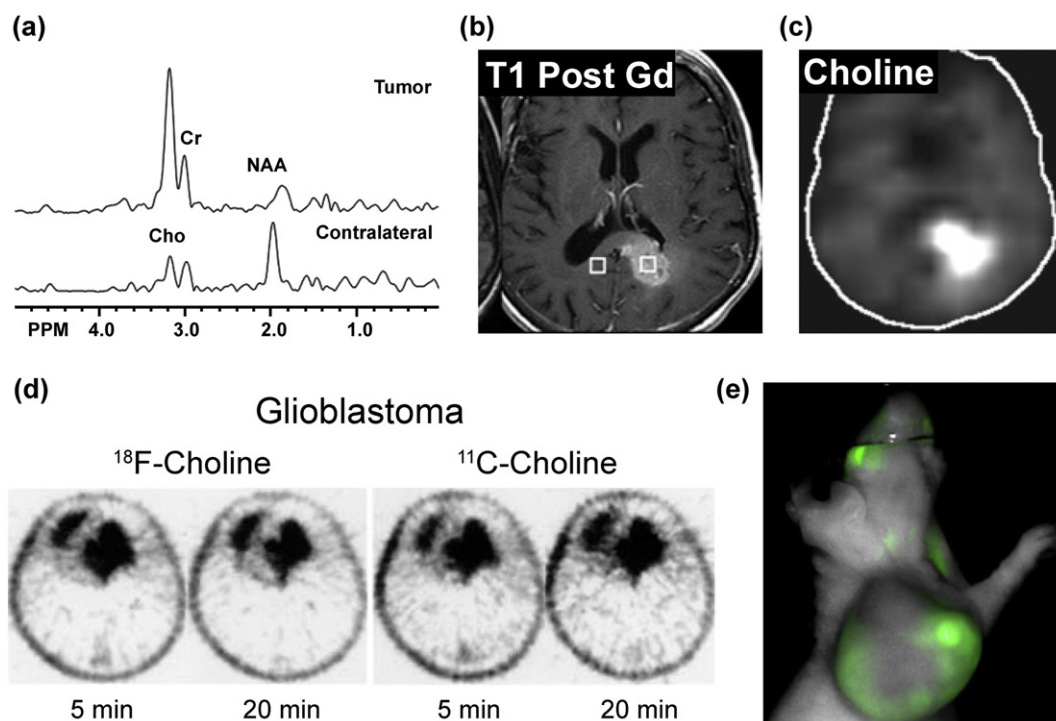 (a)
Tumor
Cr
NAA
Cho
Contralateral
PPM 4.0 3.0 2.0 1.0
(b)
T1 Post Gd
(c)
Choline
(d)
Glioblastoma
18F-Choline 11C-Choline
5 min 20 min 5 min 20 min
(e)